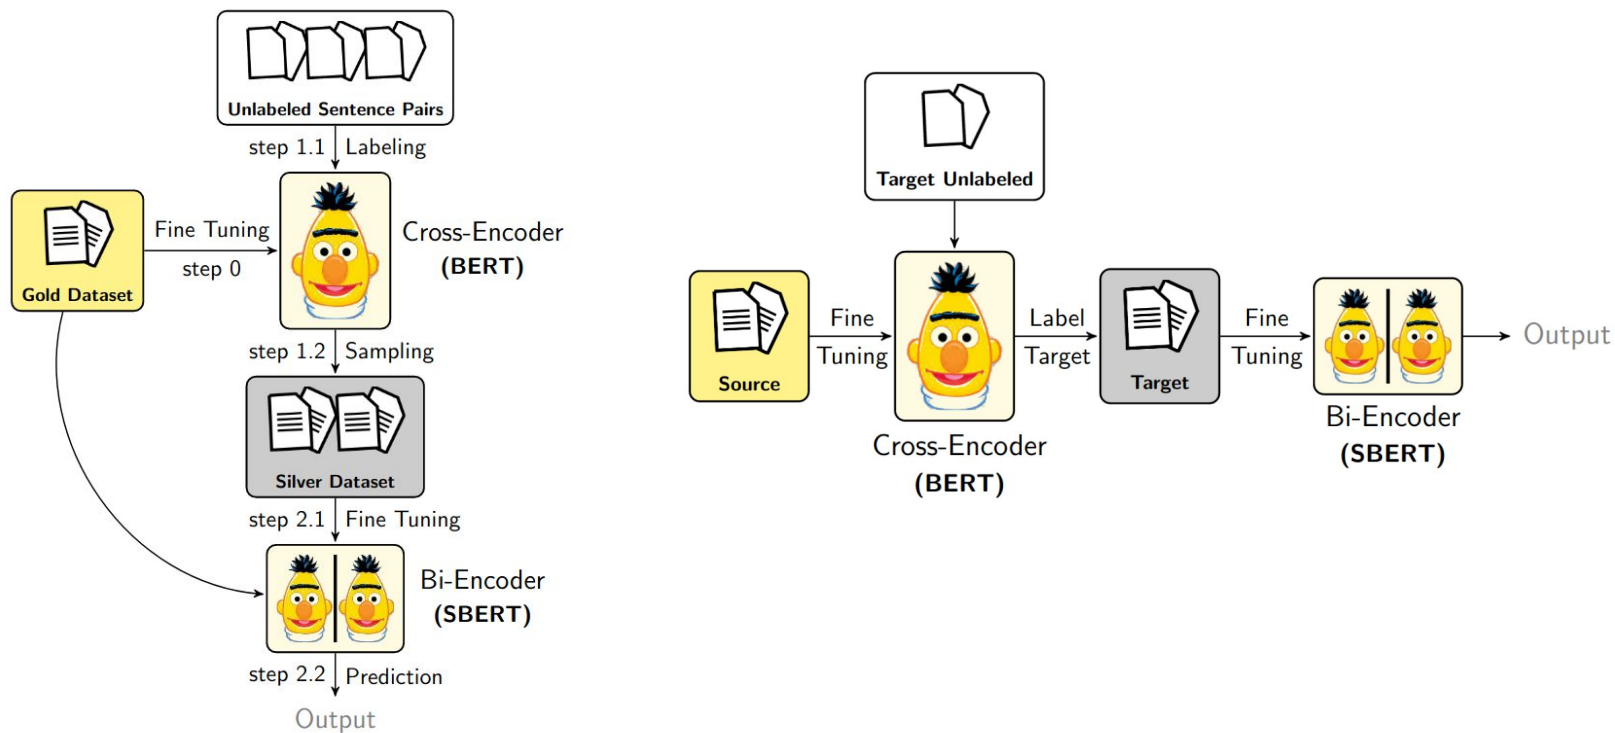 Unlabeled Sentence Pairs
step 1.1 Labeling
Gold Dataset
Fine Tuning
step 0
Cross-Encoder
(BERT)
step 1.2 Sampling
Silver Dataset
step 2.1 Fine Tuning
Bi-Encoder
(SBERT)
step 2.2 Prediction
Output
Target Unlabeled
Source
Fine
Tuning
Cross-Encoder
(BERT)
Label
Target
Target
Fine
Tuning
Bi-Encoder
(SBERT)
Output